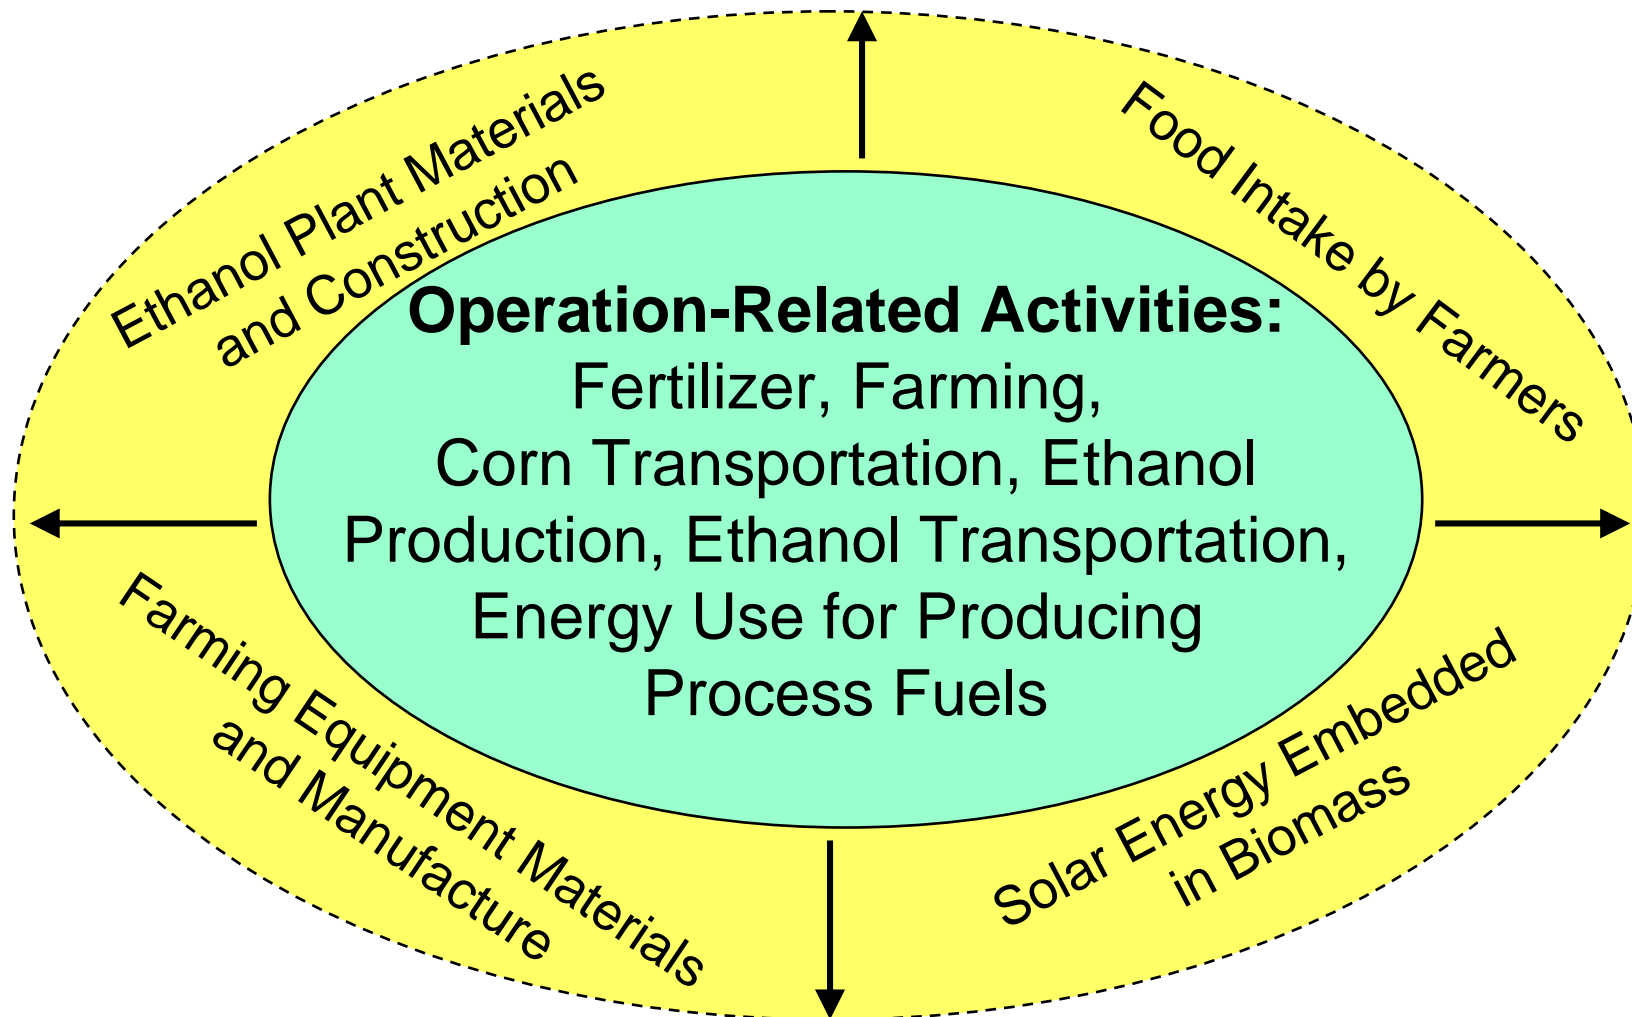 Ethanol Plant Materials
and Construction
Food Intake by Farmers
Operation-Related Activities:
Fertilizer, Farming,
Corn Transportation, Ethanol
Production, Ethanol Transportation,
Energy Use for Producing
Process Fuels
Farming Equipment Materials
and Manufacture
Solar Energy Embedded
in Biomass